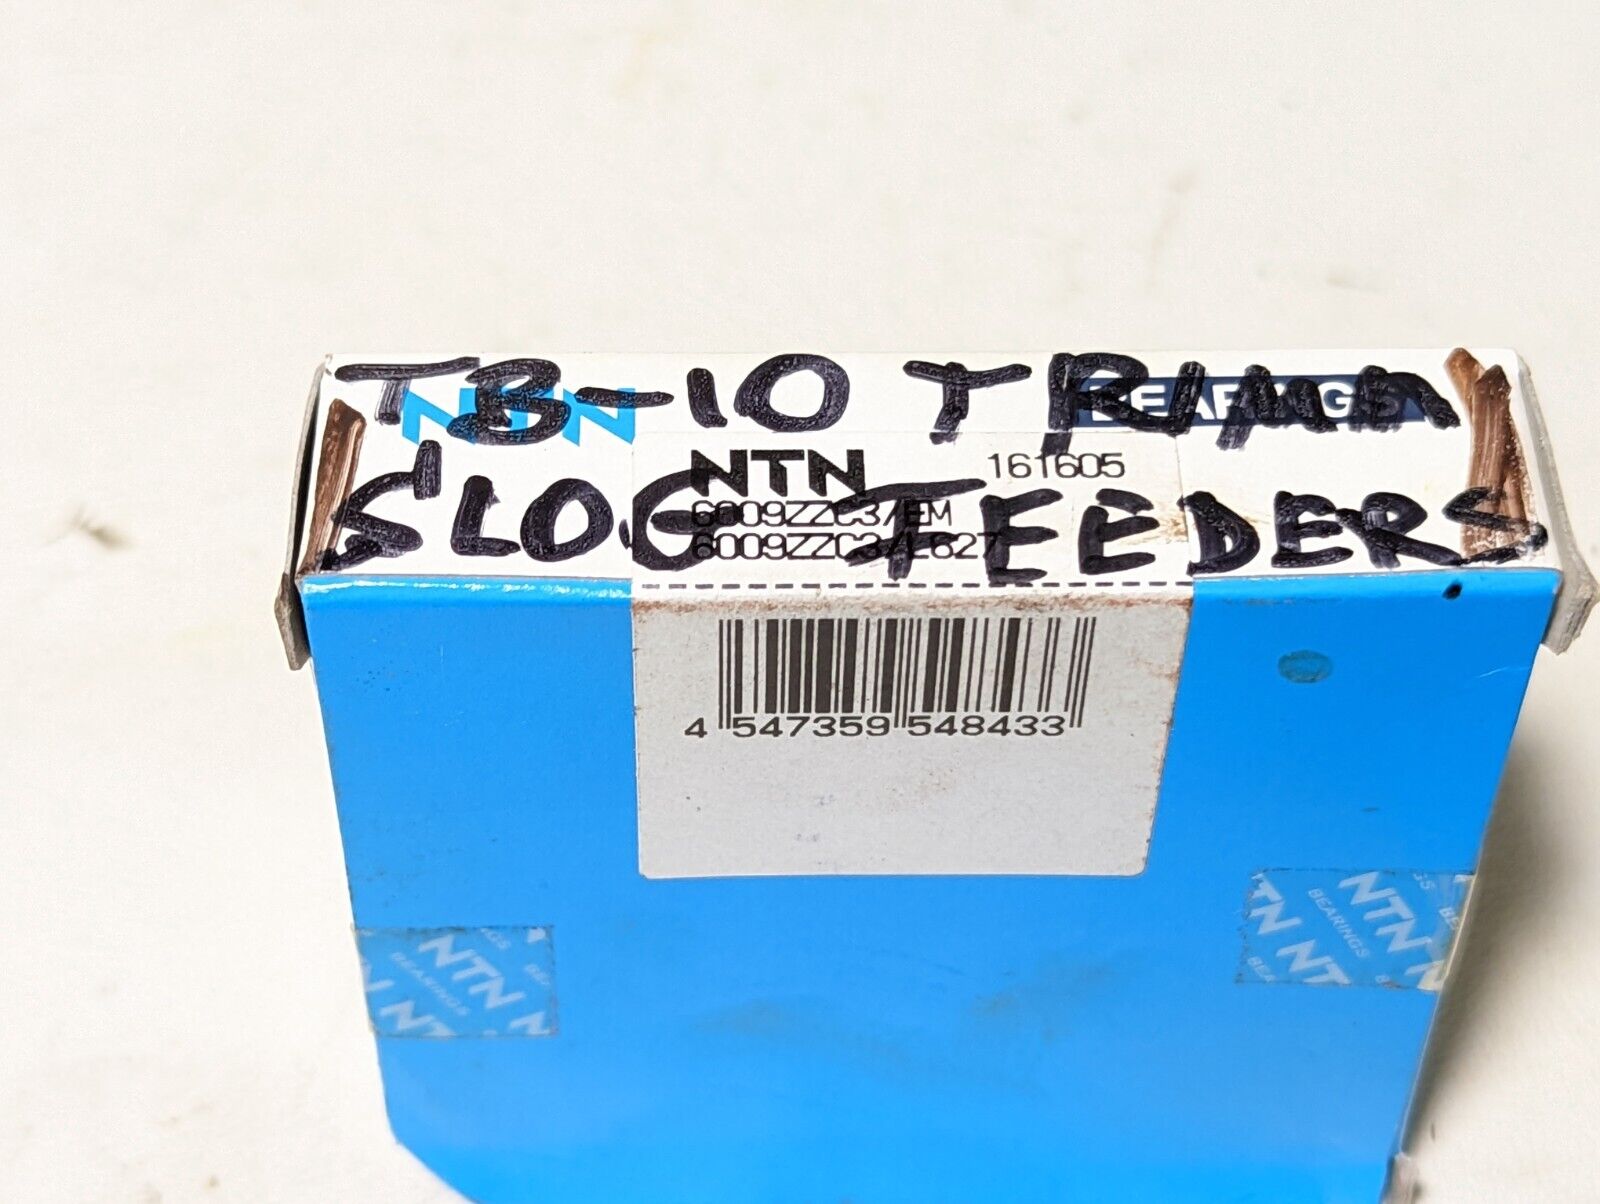 TB-10 TRIMM
NTN BEARINGS
SLOG FEEDERS
NTN 161605
6009ZZC3/EM
6009ZZC3/L627
4 547359 548433
NTN
BEARINGS
NTN
BEARINGS